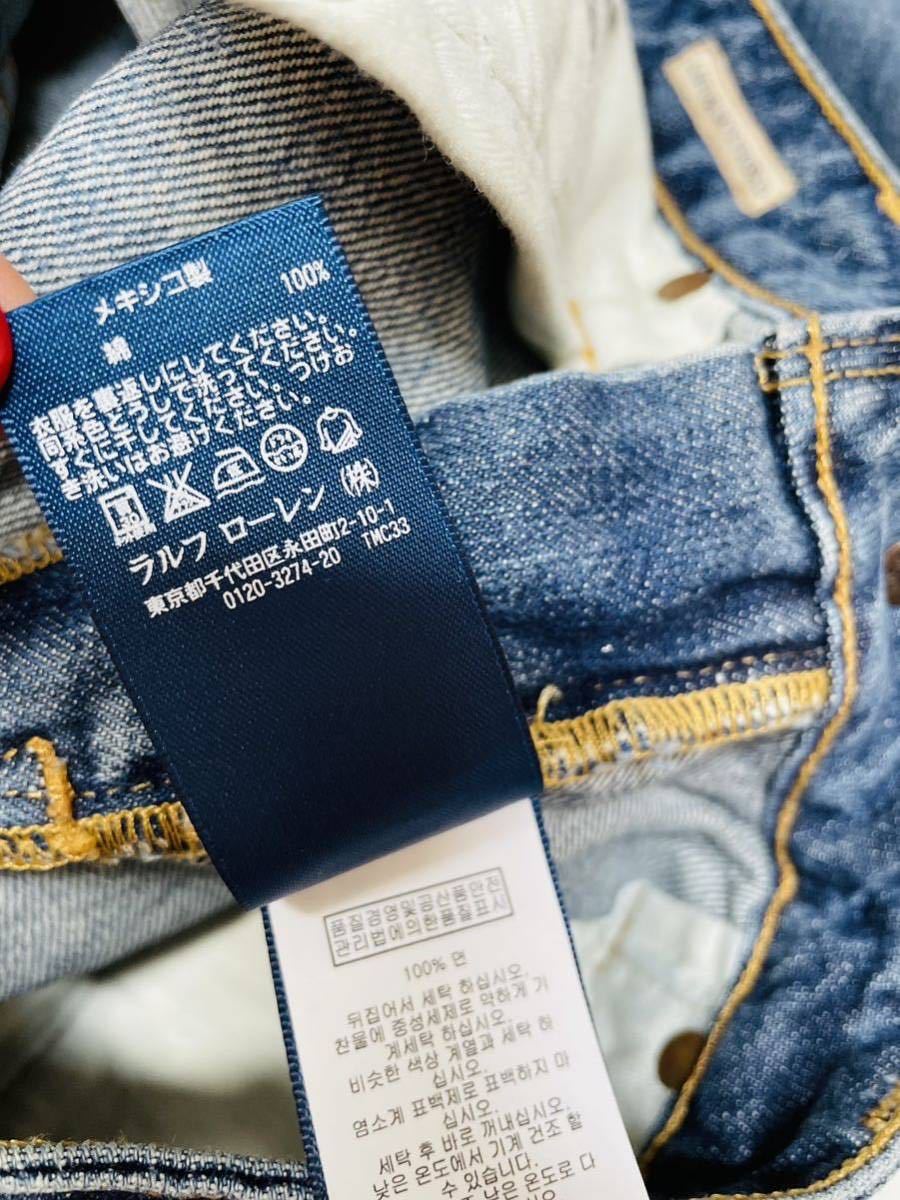 メキシコ製
綿 100%
衣服を裏返しにしてください。
同系色どうしで洗ってください。
すぐに干してください。つけお
き洗いはお避けください。
ラルフ ローレン (株)
東京都千代田区永田町2-10-1
0120-3274-20 TMC33
품질경영및공산품안전
관리법에의한품질표시
100% 면
뒤집어서 세탁 하십시오.
찬물에 중성세제로 약하게 기
계세탁 하십시오.
비슷한 색상 계열과 세탁 하
십시오.
염소계 표백제로 표백하지 마
십시오.
세탁 후 바로 꺼내십시오.
낮은 온도에서 기계 건조 할
수 있습니다.
낮은 온도로 다